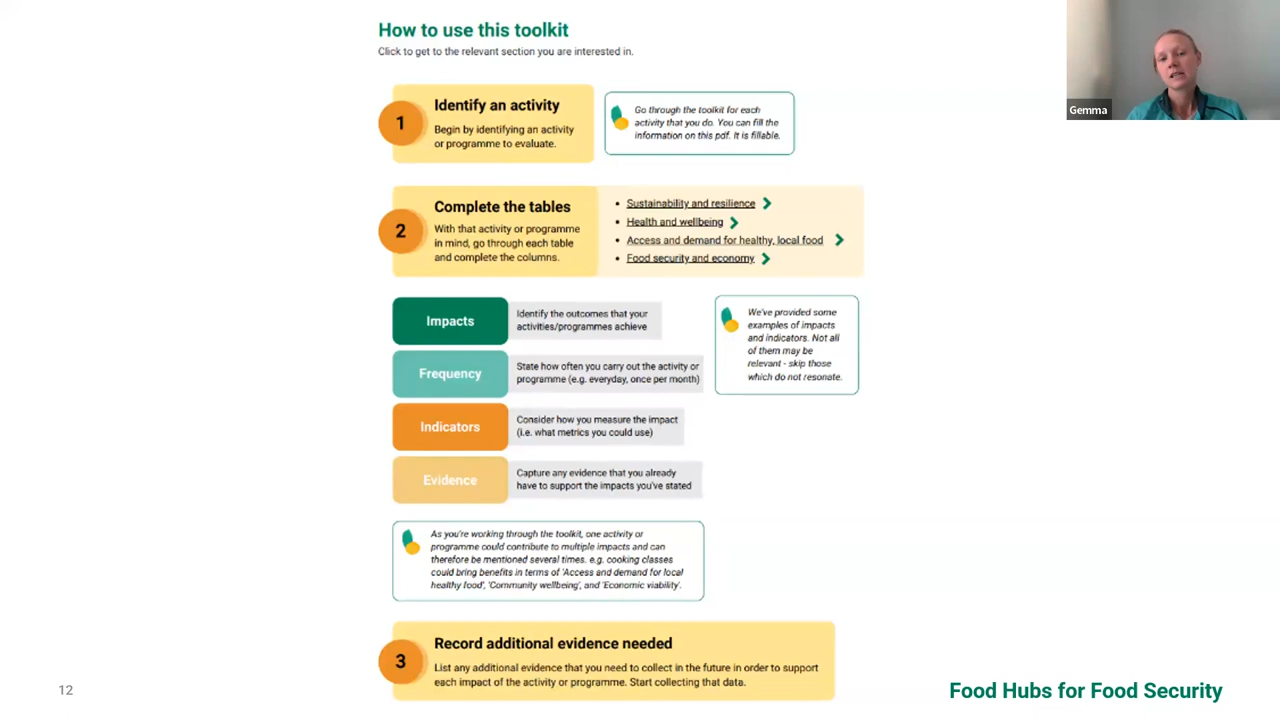 How to use this toolkit
Click to get to the relevant section you are interested in.
1
Identify an activity
Begin by identifying an activity
or programme to evaluate.
Go through the toolkit for each
activity that you do. You can fill the
information on this pdf. It is fillable.
Gemma
2
Complete the tables
With that activity or programme
in mind, go through each table
and complete the columns.
• Sustainability and resilience
• Health and wellbeing
• Access and demand for healthy, local food
• Food security and economy
Impacts
Identify the outcomes that your
activities/programmes achieve
Frequency
State how often you carry out the activity or
programme (e.g. everyday, once per month)
Indicators
Consider how you measure the impact
(i.e. what metrics you could use)
Evidence
Capture any evidence that you already
have to support the impacts you've stated
We've provided some
examples of impacts
and indicators. Not all
of them may be
relevant - skip those
which do not resonate.
As you're working through the toolkit, one activity or
programme could contribute to multiple impacts and can
therefore be mentioned several times. e.g. cooking classes
could bring benefits in terms of 'Access and demand for local
healthy food', 'Community wellbeing', and 'Economic viability'.
3
Record additional evidence needed
List any additional evidence that you need to collect in the future in order to support
each impact of the activity or programme. Start collecting that data.
12
Food Hubs for Food Security